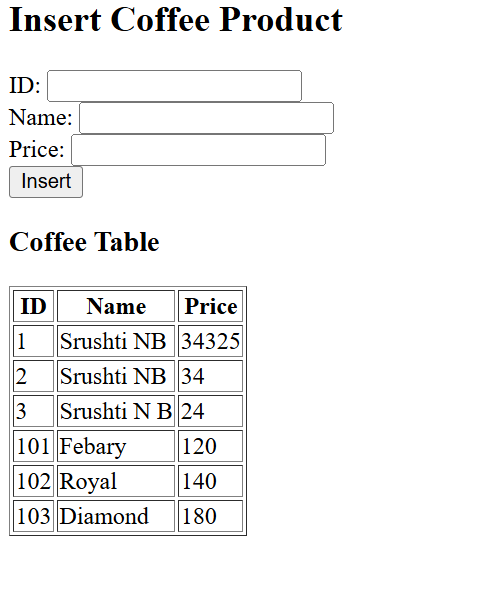 Insert Coffee Product
ID:
Name:
Price:
Insert
Coffee Table
ID Name Price
1 Srushti NB 34325
2 Srushti NB 34
3 Srushti N B 24
101 Febary 120
102 Royal 140
103 Diamond 180